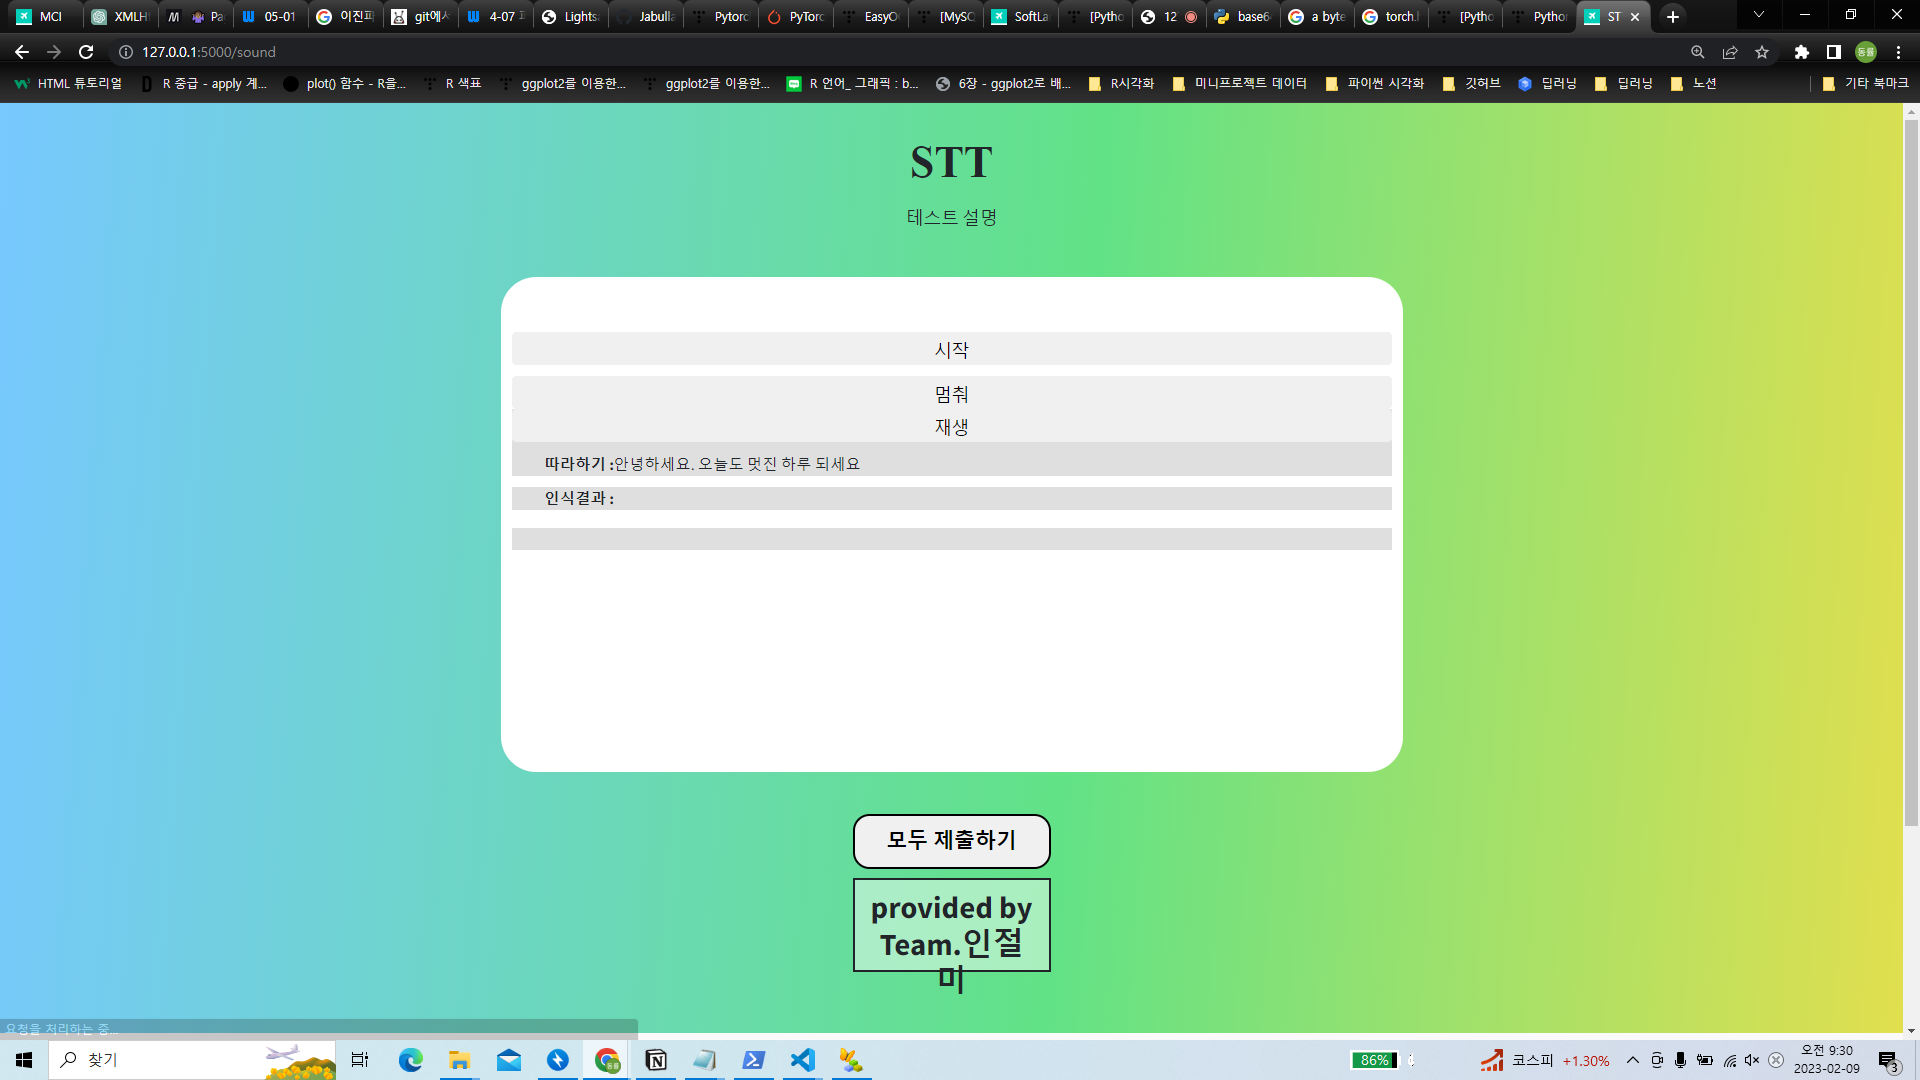 MCI XMLH Pa 05-01 이진파 git에서 4-07 Lights Jabulla Pytorc PyTorc EasyO [MySQ SoftLa [Pytho 12 base6 a byte torch.l [Pytho Pytho ST
127.0.0.1:5000/sound
HTML 튜토리얼 R 중급 - apply 계... plot() 함수 - R을... R 색표 ggplot2를 이용한... ggplot2를 이용한... R 언어_ 그래픽 : b... 6장 - ggplot2로 배... R시각화 미니프로젝트 데이터 파이썬 시각화 깃허브 딥러닝 딥러닝 노션 기타 북마크
STT
테스트 설명
시작
멈춰
재생
따라하기 :안녕하세요. 오늘도 멋진 하루 되세요
인식결과 :
모두 제출하기
provided by
Team.인절
미
요청을 처리하는 중...
찾기
86%
코스피 +1.30%
오전 9:30
2023-02-09
3